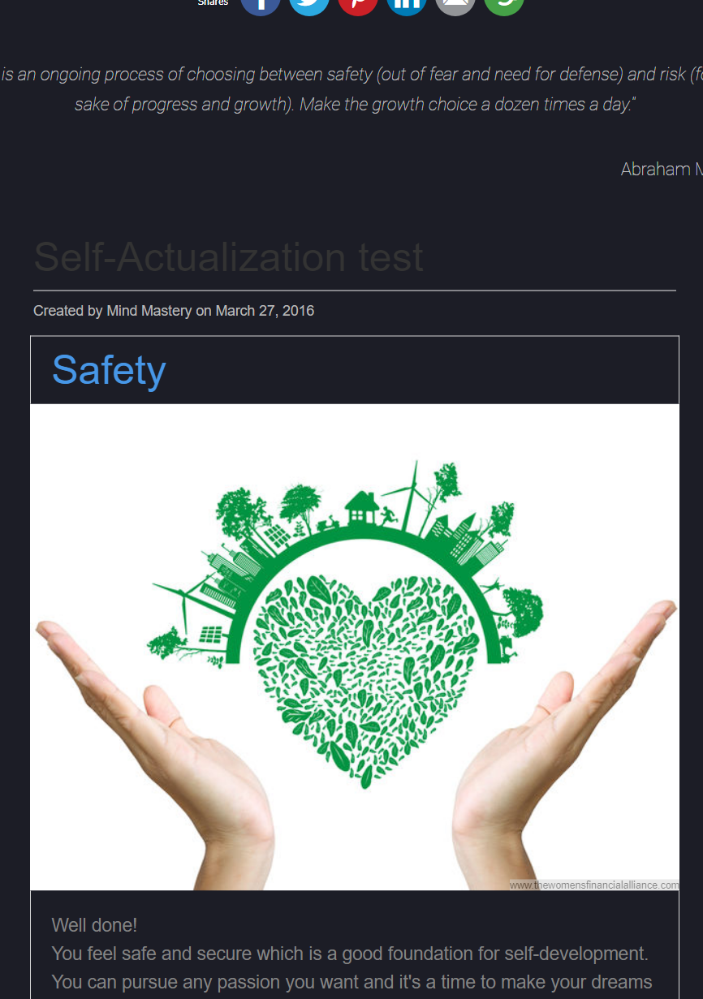 Shares
is an ongoing process of choosing between safety (out of fear and need for defense) and risk
sake of progress and growth). Make the growth choice a dozen times a day."
Abraham
Self-Actualization test
Created by Mind Mastery on March 27, 2016
Safety
www.thewomensfinancialalliance.com
Well done!
You feel safe and secure which is a good foundation for self-development.
You can pursue any passion you want and it's a time to make your dreams